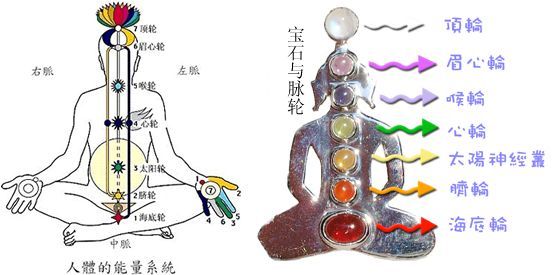 7 顶轮
6 眉心轮
右脈
左脈
5 喉轮
4 心轮
3 太阳轮
2 脐轮
1 海底轮
7
1
2
3
4
5
6
中脈
人體的能量系統
宝石与脉轮
頂輪
眉心輪
喉輪
心輪
太陽神經叢
臍輪
海底輪